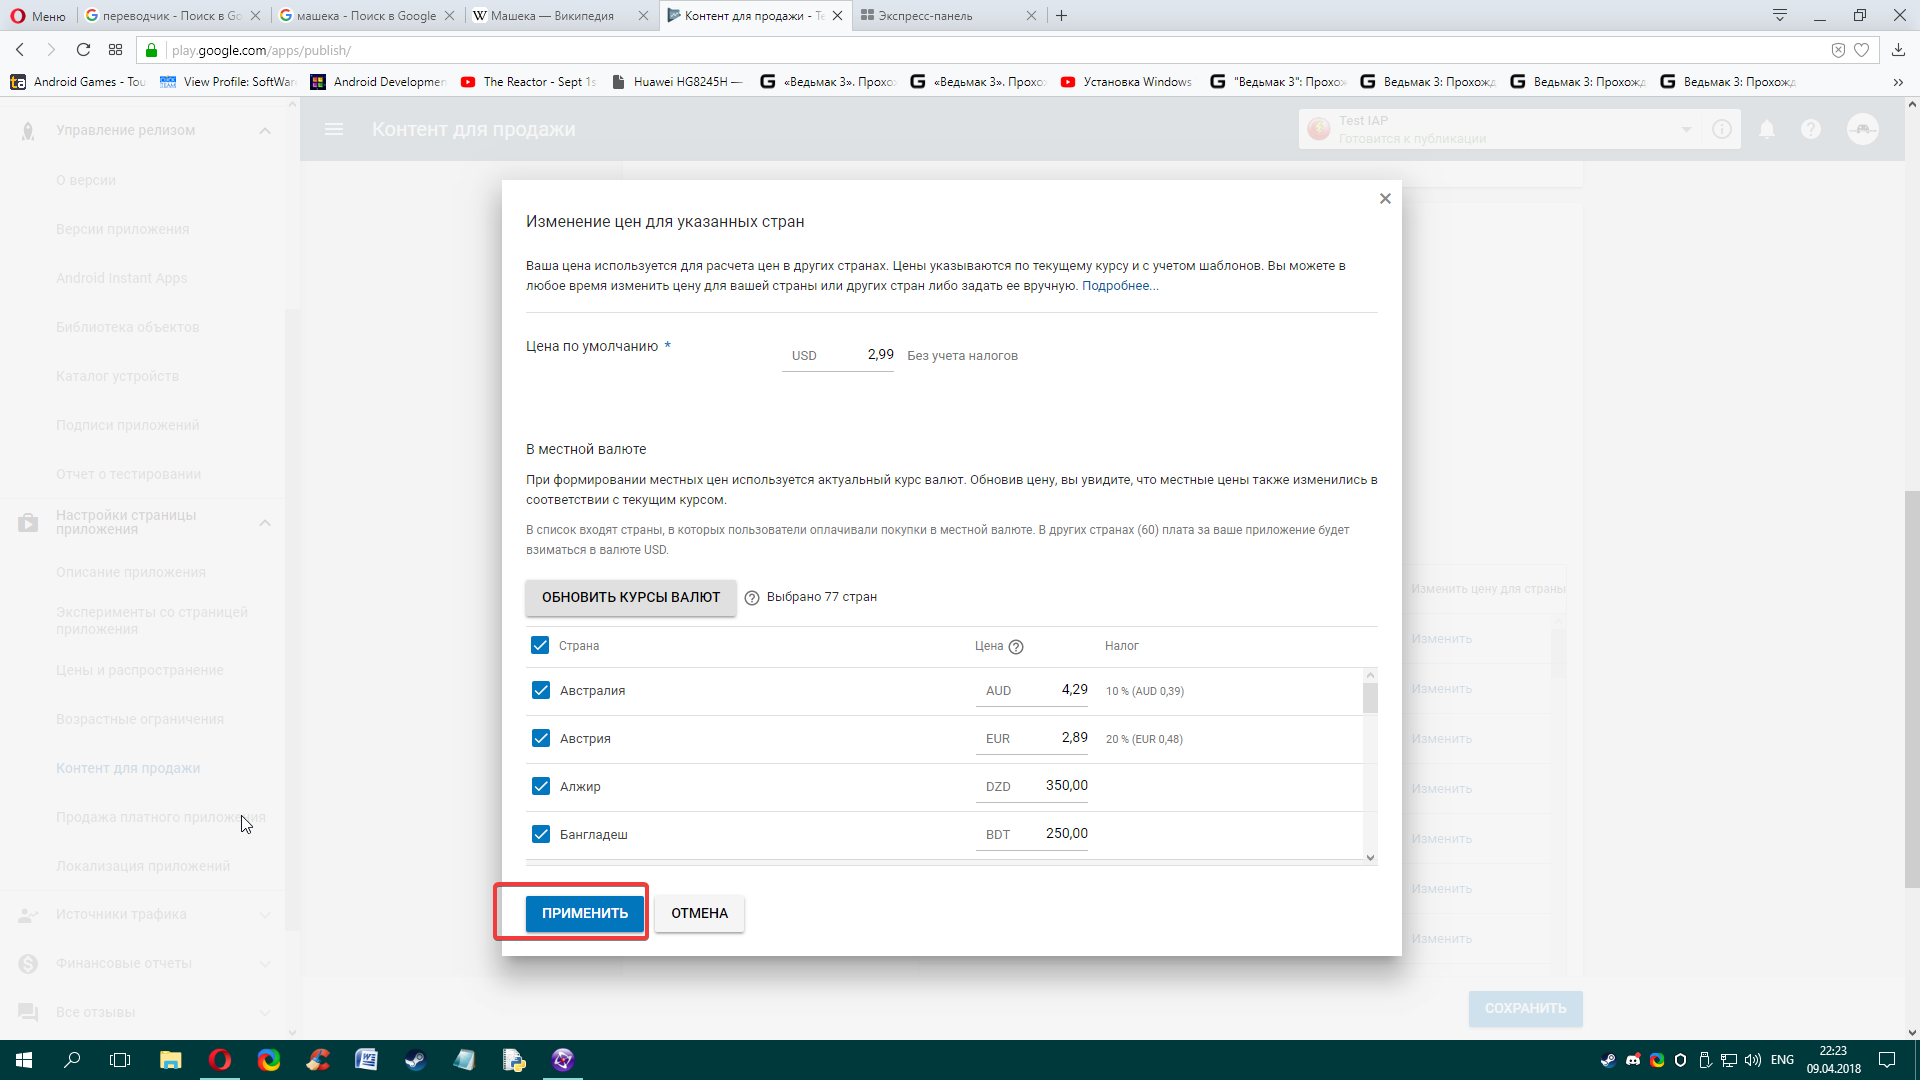 Меню
переводчик - Поиск в Go
машека - Поиск в Google
Машека — Википедия
Контент для продажи - Te
Экспресс-панель
play.google.com/apps/publish/
Android Games - Tou
View Profile: SoftWare
Android Developmen
The Reactor - Sept 1s
Huawei HG8245H —
«Ведьмак 3». Прохо
«Ведьмак 3». Прохо
Установка Windows
"Ведьмак 3": Прохож
Ведьмак 3: Прохожд
Ведьмак 3: Прохожд
Ведьмак 3: Прохожд
Управление релизом
О версии
Версии приложения
Android Instant Apps
Библиотека объектов
Каталог устройств
Подписи приложений
Отчет о тестировании
Настройки страницы
приложения
Описание приложения
Эксперименты со страницей
приложения
Цены и распространение
Возрастные ограничения
Контент для продажи
Продажа платного приложения
Локализация приложений
Источники трафика
Финансовые отчеты
Все отзывы
Контент для продажи
Test IAP
Готовится к публикации
Изменение цен для указанных стран
Ваша цена используется для расчета цен в других странах. Цены указываются по текущему курсу и с учетом шаблонов. Вы можете в
любое время изменить цену для вашей страны или других стран либо задать ее вручную. Подробнее...
Цена по умолчанию *
USD 2,99 Без учета налогов
В местной валюте
При формировании местных цен используется актуальный курс валют. Обновив цену, вы увидите, что местные цены также изменились в
соответствии с текущим курсом.
В список входят страны, в которых пользователи оплачивали покупки в местной валюте. В других странах (60) плата за ваше приложение будет
взиматься в валюте USD.
ОБНОВИТЬ КУРСЫ ВАЛЮТ
Выбрано 77 стран
Страна Цена Налог
Австралия AUD 4,29 10 % (AUD 0,39)
Австрия EUR 2,89 20 % (EUR 0,48)
Алжир DZD 350,00
Бангладеш BDT 250,00
ПРИМЕНИТЬ
ОТМЕНА
Изменить цену для страны
Изменить
Изменить
Изменить
Изменить
Изменить
Изменить
Изменить
СОХРАНИТЬ
ENG
22:23
09.04.2018